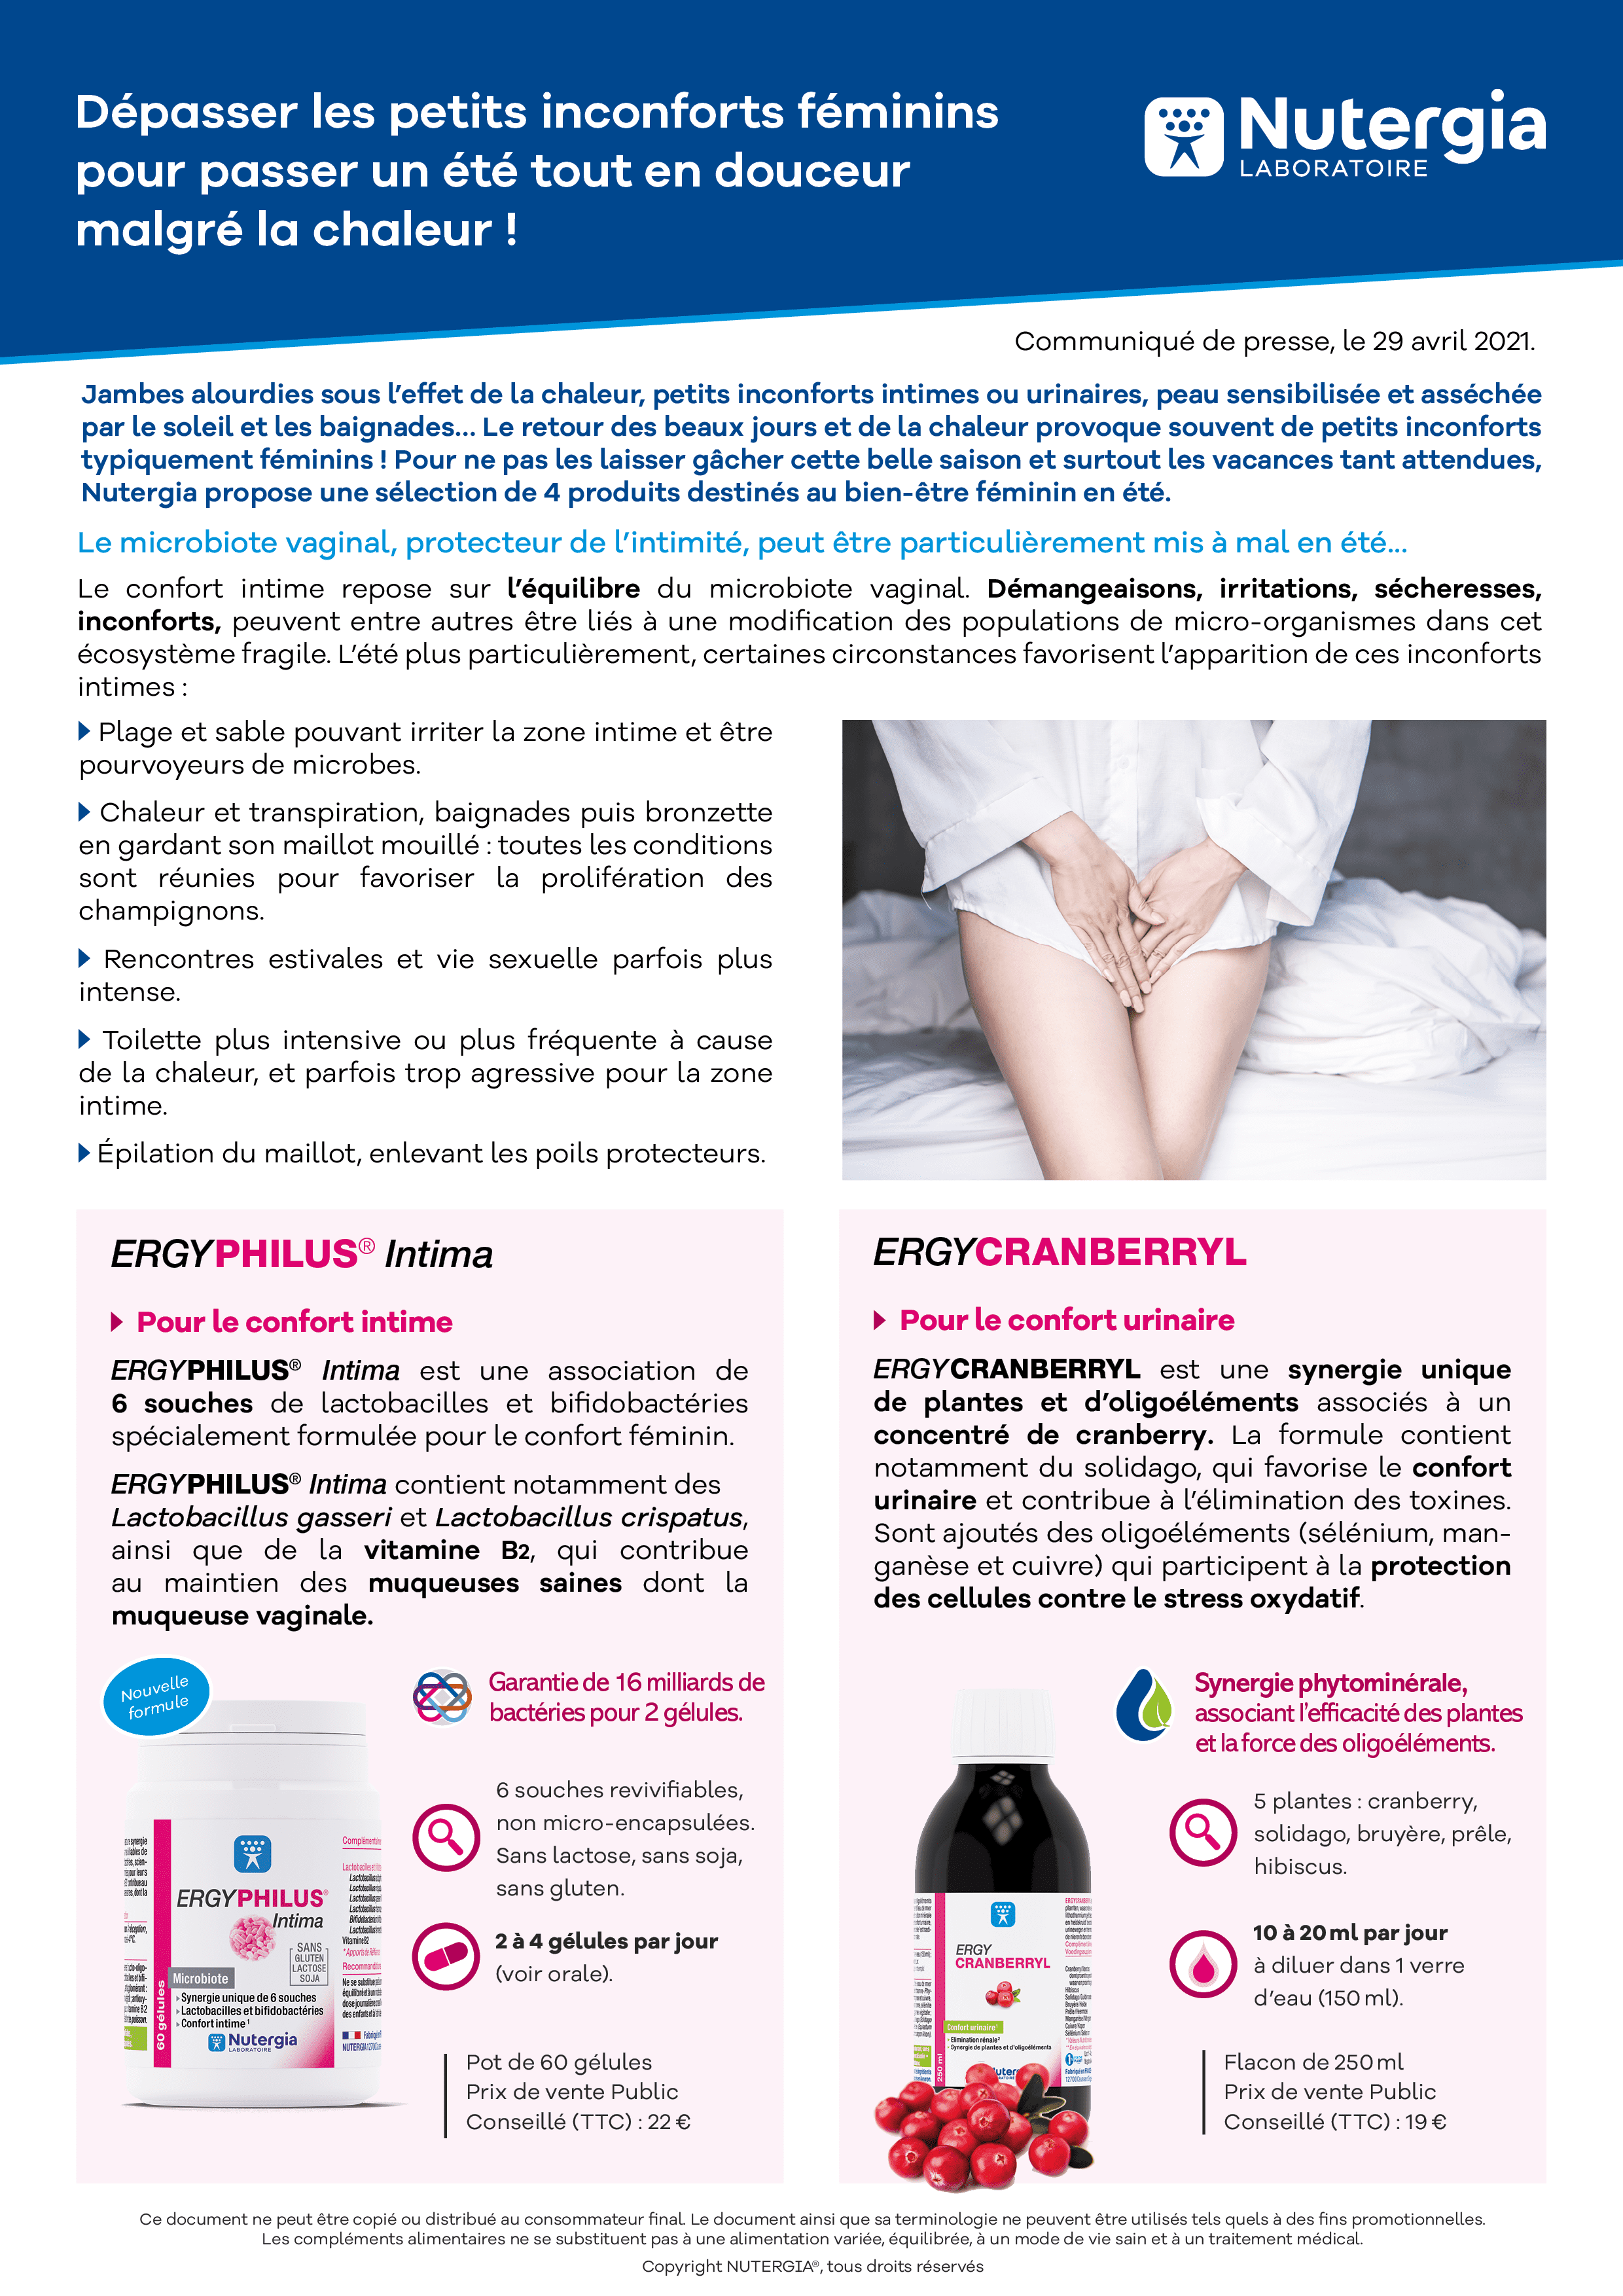 Dépasser les petits inconforts féminins
pour passer un été tout en douceur
malgré la chaleur !
Nutergia
LABORATOIRE
Communiqué de presse, le 29 avril 2021.
Jambes alourdies sous l'effet de la chaleur, petits inconforts intimes ou urinaires, peau sensibilisée et asséchée
par le soleil et les baignades... Le retour des beaux jours et de la chaleur provoque souvent de petits inconforts
typiquement féminins ! Pour ne pas les laisser gâcher cette belle saison et surtout les vacances tant attendues,
Nutergia propose une sélection de 4 produits destinés au bien-être féminin en été.
Le microbiote vaginal, protecteur de l'intimité, peut être particulièrement mis à mal en été...
Le confort intime repose sur l'équilibre du microbiote vaginal. Démangeaisons, irritations, sécheresses,
inconforts, peuvent entre autres être liés à une modification des populations de micro-organismes dans cet
écosystème fragile. L'été plus particulièrement, certaines circonstances favorisent l'apparition de ces inconforts
intimes :
Plage et sable pouvant irriter la zone intime et être
pourvoyeurs de microbes.
Chaleur et transpiration, baignades puis bronzette
en gardant son maillot mouillé : toutes les conditions
sont réunies pour favoriser la prolifération des
champignons.
Rencontres estivales et vie sexuelle parfois plus
intense.
Toilette plus intensive ou plus fréquente à cause
de la chaleur, et parfois trop agressive pour la zone
intime.
Épilation du maillot, enlevant les poils protecteurs.
ERGYPHILUS® Intima
Pour le confort intime
ERGYPHILUS® Intima est une association de
6 souches de lactobacilles et bifidobactéries
spécialement formulée pour le confort féminin.
ERGYPHILUS® Intima contient notamment des
Lactobacillus gasseri et Lactobacillus crispatus,
ainsi que de la vitamine B2, qui contribue
au maintien des muqueuses saines dont la
muqueuse vaginale.
Nouvelle
formule
Garantie de 16 milliards de
bactéries pour 2 gélules.
6 souches revivifiables,
non micro-encapsulées.
Sans lactose, sans soja,
sans gluten.
2 à 4 gélules par jour
(voir orale).
Pot de 60 gélules
Prix de vente Public
Conseillé (TTC) : 22 €
ERGYPHILUS®
Intima
SANS
GLUTEN
LACTOSE
SOJA
Microbiote
Synergie unique de 6 souches
Lactobacilles et bifidobactéries
Confort intime¹
Nutergia
LABORATOIRE
60 gélules
ERGYCRANBERRYL
Pour le confort urinaire
ERGYCRANBERRYL est une synergie unique
de plantes et d'oligoéléments associés à un
concentré de cranberry. La formule contient
notamment du solidago, qui favorise le confort
urinaire et contribue à l'élimination des toxines.
Sont ajoutés des oligoéléments (sélénium, man-
ganèse et cuivre) qui participent à la protection
des cellules contre le stress oxydatif.
Synergie phytominérale,
associant l'efficacité des plantes
et la force des oligoéléments.
5 plantes : cranberry,
solidago, bruyère, prêle,
hibiscus.
10 à 20 ml par jour
à diluer dans 1 verre
d'eau (150 ml).
Flacon de 250 ml
Prix de vente Public
Conseillé (TTC) : 19 €
ERGY
CRANBERRYL
Confort urinaire¹
Elimination rénale²
Synergie de plantes et d'oligoéléments
250 ml
Ce document ne peut être copié ou distribué au consommateur final. Le document ainsi que sa terminologie ne peuvent être utilisés tels quels à des fins promotionnelles.
Les compléments alimentaires ne se substituent pas à une alimentation variée, équilibrée, à un mode de vie sain et à un traitement médical.
Copyright NUTERGIA®, tous droits réservés